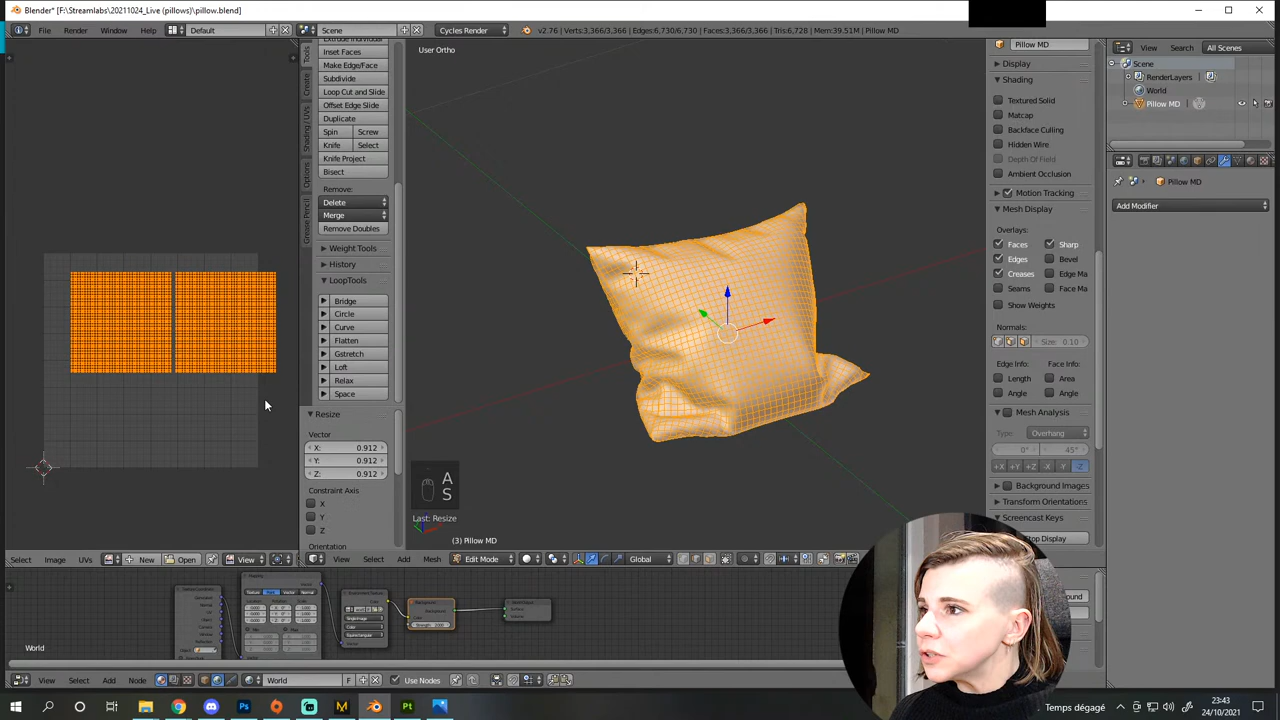 Blender* [F:\Streamlabs\20211024_Live (pillows)\pillow.blend]
File Render Window Help Default Scene Cycles Render v2.76 | Verts:3,366/3,366 | Edges:6,730/6,730 | Faces:3,366/3,366 | Tris:6,728 | Mem:39.51M | Pillow MD
User Ortho
Tools
Create
Shading / UVs
Options
Grease Pencil
Inset Faces
Make Edge/Face
Subdivide
Loop Cut and Slide
Offset Edge Slide
Duplicate
Spin Screw
Knife Select
Knife Project
Bisect
Remove:
Delete
Merge
Remove Doubles
Weight Tools
History
LoopTools
Bridge
Circle
Curve
Flatten
Gstretch
Loft
Relax
Space
Resize
Vector
X: 0.912
Y: 0.912
Z: 0.912
Constraint Axis
X
Y
Z
Orientation
A
S
Last: Resize
(3) Pillow MD
Pillow MD
Display
Shading
Textured Solid
Matcap
Backface Culling
Hidden Wire
Depth Of Field
Ambient Occlusion
Motion Tracking
Mesh Display
Overlays:
Faces Sharp
Edges Bevel
Creases Edge Ma
Seams Face Ma
Show Weights
Normals:
Size: 0.10
Edge Info: Face Info:
Length Area
Angle Angle
Mesh Analysis
Type: Overhang
0° 45°
+X +Y +Z -X -Y -Z
Background Images
Transform Orientations
Screencast Keys
Stop Display
View Search All Scenes
Scene
RenderLayers
World
Pillow MD
Pillow MD
Add Modifier
Select Image UVs New Open View
View Select Add Mesh Edit Mode Global
World
View Select Add Node World F Use Nodes
Temps dégagé
23:43
24/10/2021